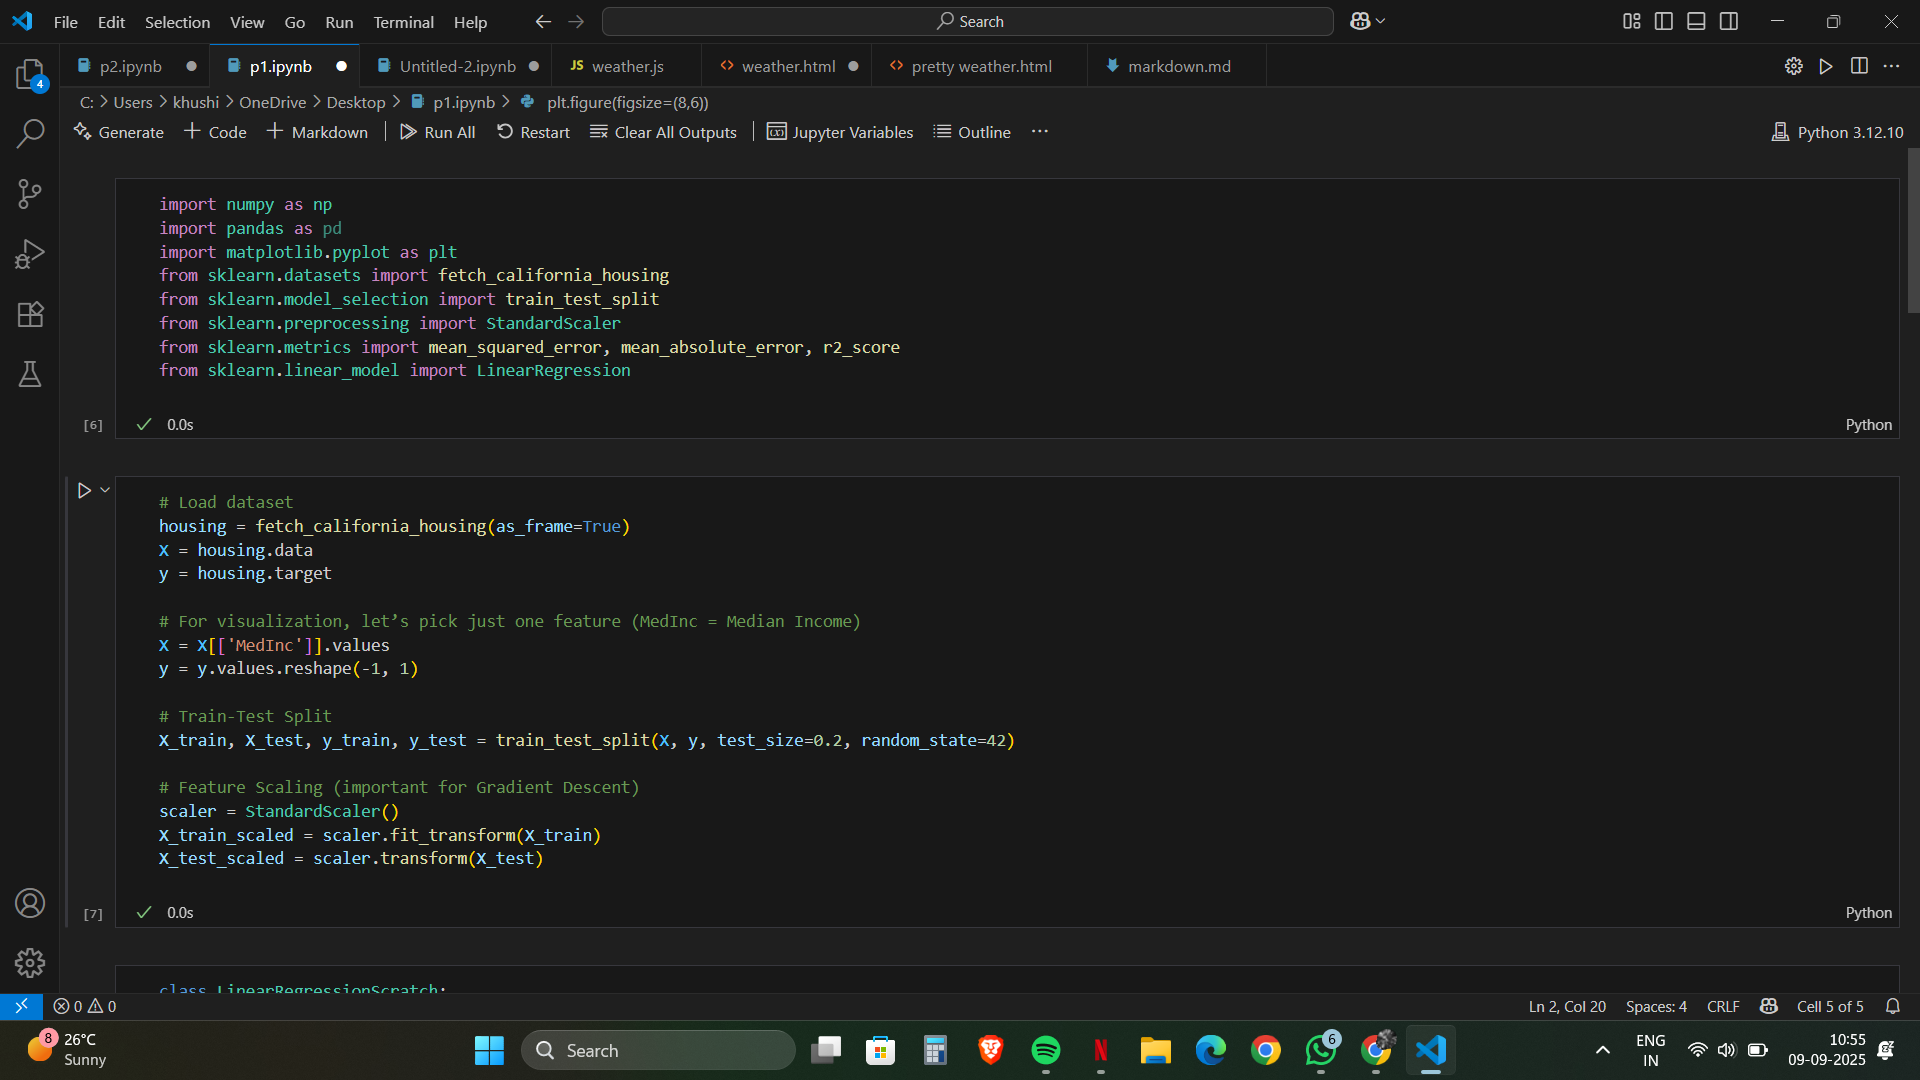 File Edit Selection View Go Run Terminal Help
Search
p2.ipynb p1.ipynb Untitled-2.ipynb JS weather.js <> weather.html <> pretty weather.html markdown.md
4
C: > Users > khushi > OneDrive > Desktop > p1.ipynb > plt.figure(figsize=(8,6))
Generate + Code + Markdown Run All Restart Clear All Outputs Jupyter Variables Outline ... Python 3.12.10
import numpy as np
import pandas as pd
import matplotlib.pyplot as plt
from sklearn.datasets import fetch_california_housing
from sklearn.model_selection import train_test_split
from sklearn.preprocessing import StandardScaler
from sklearn.metrics import mean_squared_error, mean_absolute_error, r2_score
from sklearn.linear_model import LinearRegression
[6] 0.0s Python
# Load dataset
housing = fetch_california_housing(as_frame=True)
X = housing.data
y = housing.target
# For visualization, let’s pick just one feature (MedInc = Median Income)
X = X[['MedInc']].values
y = y.values.reshape(-1, 1)
# Train-Test Split
X_train, X_test, y_train, y_test = train_test_split(X, y, test_size=0.2, random_state=42)
# Feature Scaling (important for Gradient Descent)
scaler = StandardScaler()
X_train_scaled = scaler.fit_transform(X_train)
X_test_scaled = scaler.transform(X_test)
[7] 0.0s Python
class LinearRegressionScratch:
0 0 Ln 2, Col 20 Spaces: 4 CRLF Cell 5 of 5
8 26°C
Sunny
Search
6
ENG
IN
10:55
09-09-2025